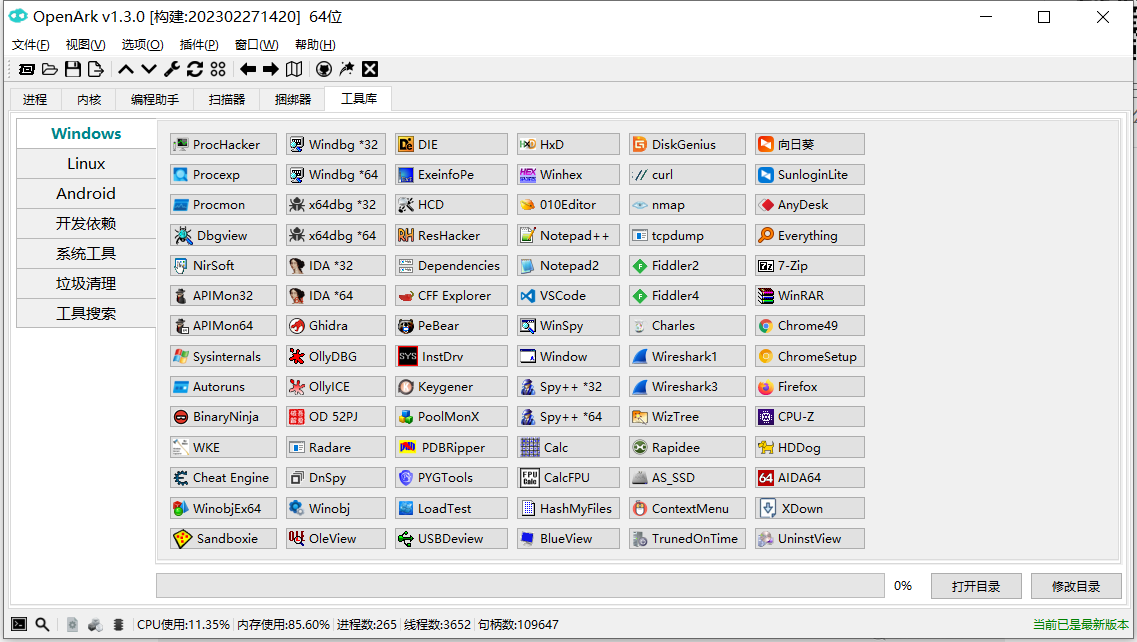 OpenArk v1.3.0 [构建:202302271420] 64位
文件(F) 视图(V) 选项(O) 插件(P) 窗口(W) 帮助(H)
进程 内核 编程助手 扫描器 捆绑器 工具库
Windows
Linux
Android
开发依赖
系统工具
垃圾清理
工具搜索
ProcHacker Windbg *32 DIE HxD DiskGenius 向日葵
Procexp Windbg *64 ExeinfoPe Winhex curl SunloginLite
Procmon x64dbg *32 HCD 010Editor nmap AnyDesk
Dbgview x64dbg *64 ResHacker Notepad++ tcpdump Everything
NirSoft IDA *32 Dependencies Notepad2 Fiddler2 7-Zip
APIMon32 IDA *64 CFF Explorer VSCode Fiddler4 WinRAR
APIMon64 Ghidra PeBear WinSpy Charles Chrome49
Sysinternals OllyDBG InstDrv Window Wireshark1 ChromeSetup
Autoruns OllyICE Keygener Spy++ *32 Wireshark3 Firefox
BinaryNinja OD 52PJ PoolMonX Spy++ *64 WizTree CPU-Z
WKE Radare PDBRipper Calc Rapidee HDDog
Cheat Engine DnSpy PYGTools CalcFPU AS_SSD AIDA64
WinobjEx64 Winobj LoadTest HashMyFiles ContextMenu XDown
Sandboxie OleView USBDeview BlueView TrunedOnTime UninstView
0% 打开目录 修改目录
CPU使用:11.35% 内存使用:85.60% 进程数:265 线程数:3652 句柄数:109647 当前已是最新版本